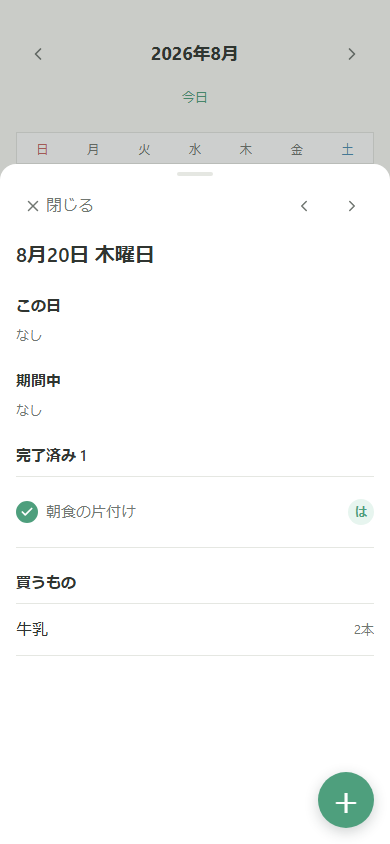 2026年8月
今日
日 月 火 水 木 金 土
閉じる
8月20日 木曜日
この日
なし
期間中
なし
完了済み 1
朝食の片付け は
買うもの
牛乳 2本